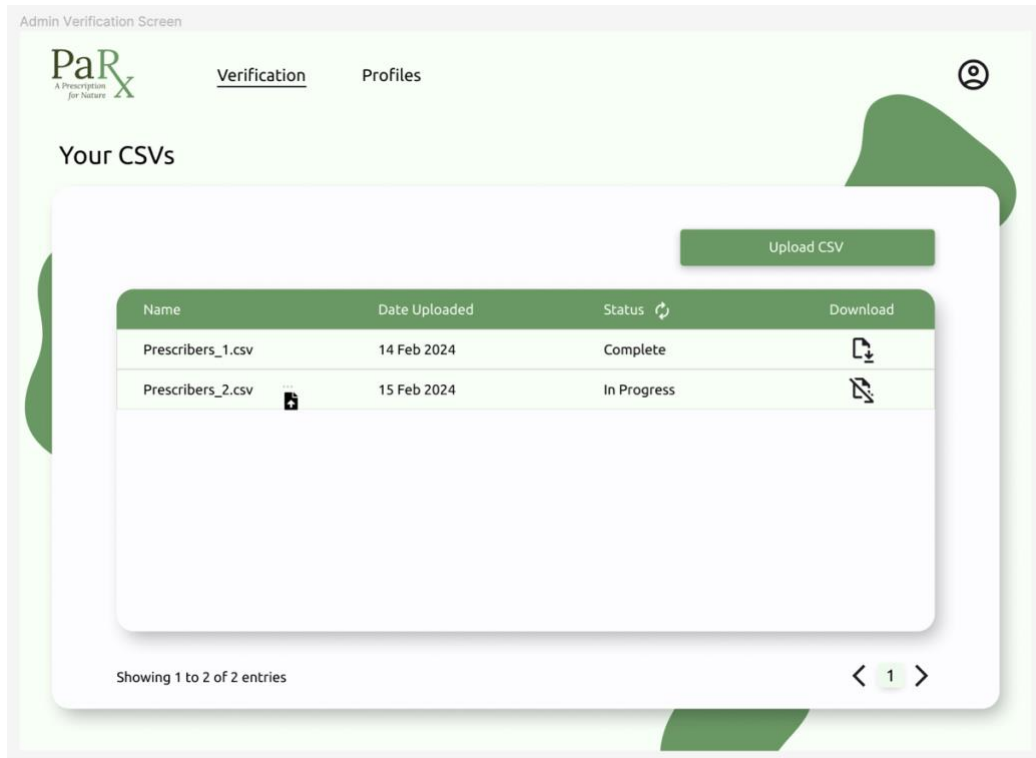 Admin Verification Screen
PaRx
A Prescription
for Nature
Verification Profiles
Your CSVs
Upload CSV
Name Date Uploaded Status Download
Prescribers_1.csv 14 Feb 2024 Complete
Prescribers_2.csv 15 Feb 2024 In Progress
Showing 1 to 2 of 2 entries
1